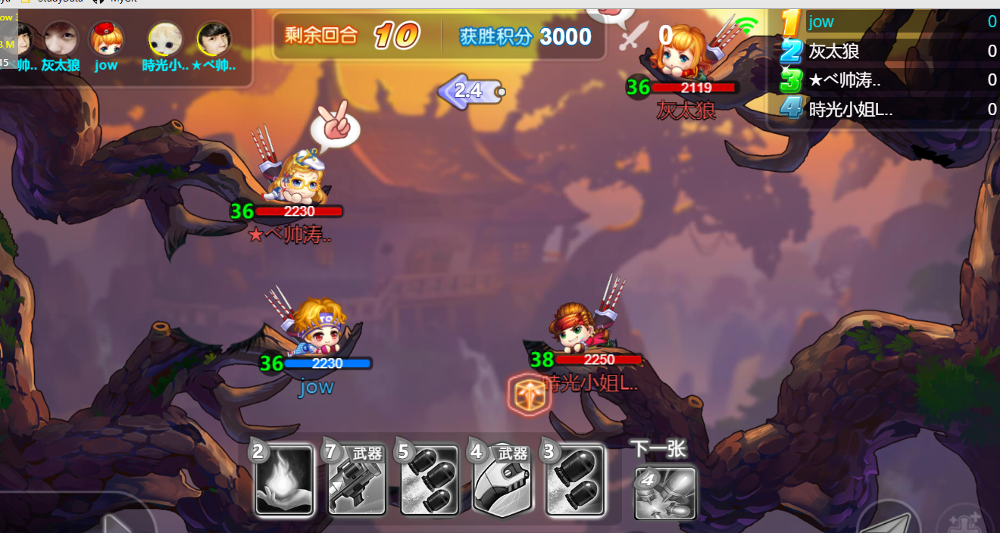 studyData
MyGit
剩余回合 10
获胜积分 3000
0
1 jow 0
2 灰太狼 0
3 ★ベ帅涛.. 0
4 時光小姐L.. 0
帅..
灰太狼
jow
時光小..
★ベ帅..
2.4
36 2119
灰太狼
36 2230
★ベ帅涛..
36 2230
jow
38 2250
時光小姐L..
2
7 武器
5
4 武器
3
下一张
4